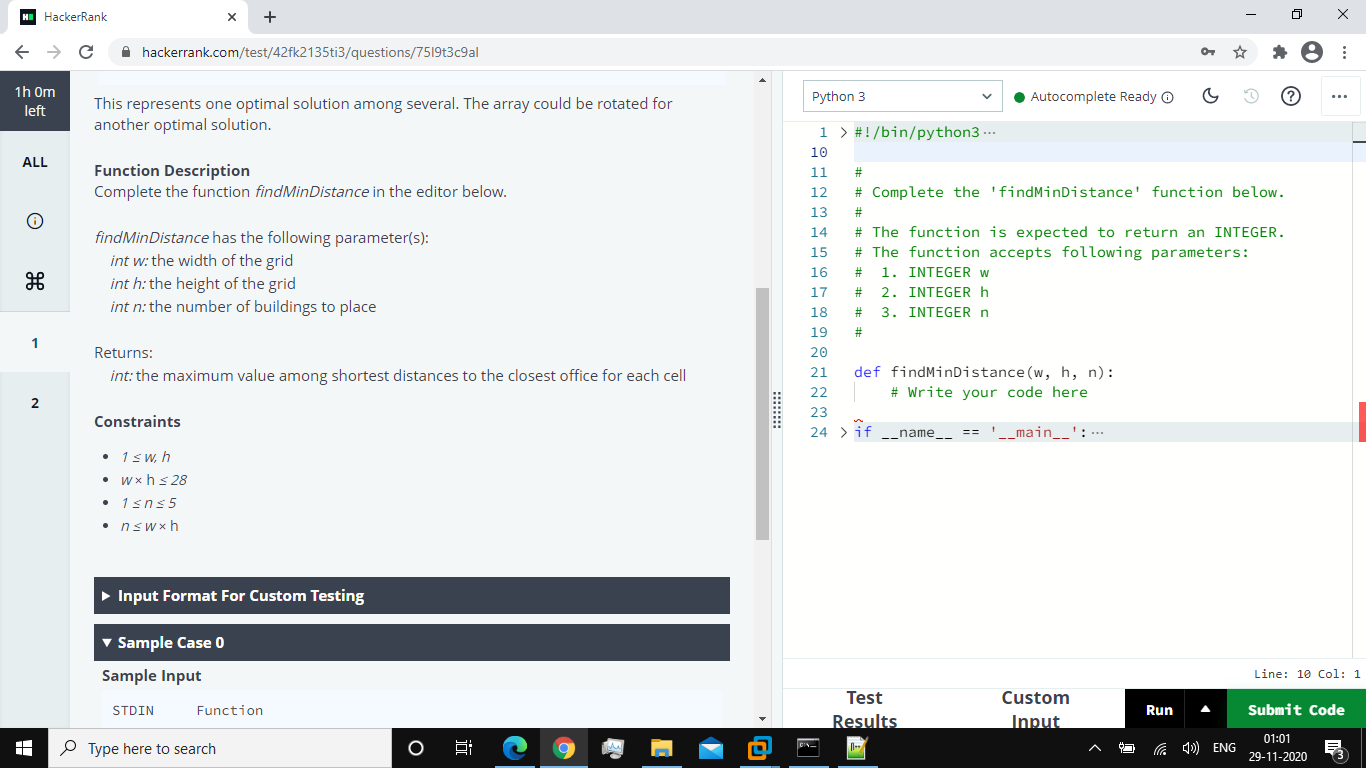 HackerRank
hackerrank.com/test/42fk2135ti3/questions/75l9t3c9al
1h 0m
left
ALL
1
2
This represents one optimal solution among several. The array could be rotated for
another optimal solution.
Function Description
Complete the function findMinDistance in the editor below.
findMinDistance has the following parameter(s):
int w: the width of the grid
int h: the height of the grid
int n: the number of buildings to place
Returns:
int: the maximum value among shortest distances to the closest office for each cell
Constraints
• 1 ≤ w, h
• w × h ≤ 28
• 1 ≤ n ≤ 5
• n ≤ w × h
Input Format For Custom Testing
Sample Case 0
Sample Input
STDIN Function
Python 3
Autocomplete Ready
1 #!/bin/python3 ...
10
11 #
12 # Complete the 'findMinDistance' function below.
13 #
14 # The function is expected to return an INTEGER.
15 # The function accepts following parameters:
16 # 1. INTEGER w
17 # 2. INTEGER h
18 # 3. INTEGER n
19 #
20
21 def findMinDistance(w, h, n):
22 # Write your code here
23
24 if __name__ == '__main__': ...
Line: 10 Col: 1
Test
Results
Custom
Input
Run
Submit Code
Type here to search
ENG
01:01
29-11-2020
3